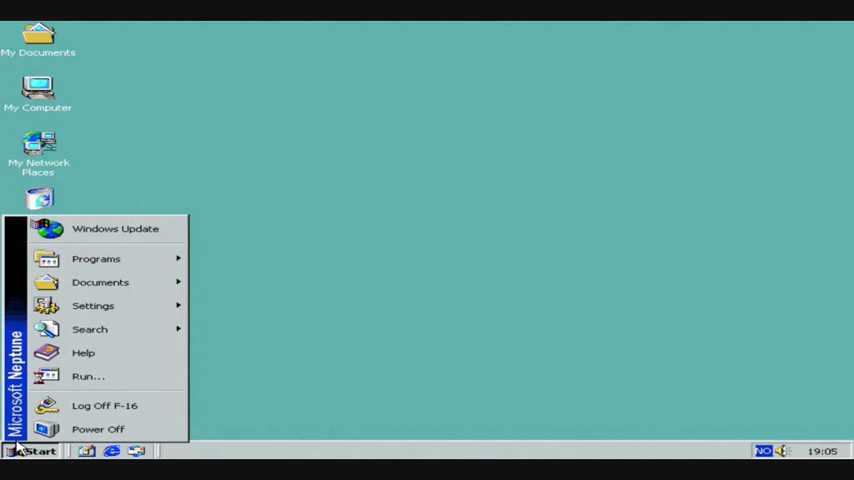 My Documents
My Computer
My Network
Places
Windows Update
Programs
Documents
Settings
Search
Help
Run...
Log Off F-16
Power Off
Microsoft Neptune
Start
NO
19:05